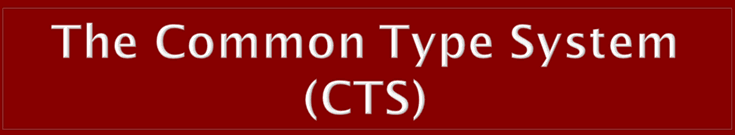 The Common Type System
(CTS)